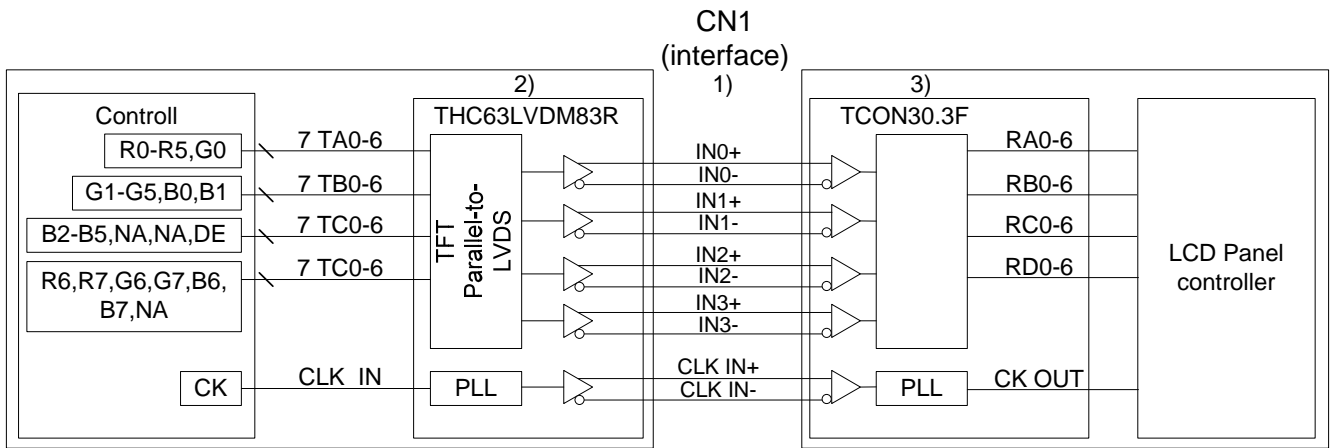 CN1
(interface)
1)
2)
3)
Controll
THC63LVDM83R
TCON30.3F
R0-R5,G0
7 TA0-6
G1-G5,B0,B1
7 TB0-6
B2-B5,NA,NA,DE
7 TC0-6
R6,R7,G6,G7,B6,
B7,NA
7 TC0-6
CK
CLK IN
TFT
Parallel-to-
LVDS
PLL
IN0+
IN0-
IN1+
IN1-
IN2+
IN2-
IN3+
IN3-
CLK IN+
CLK IN-
PLL
RA0-6
RB0-6
RC0-6
RD0-6
CK OUT
LCD Panel
controller